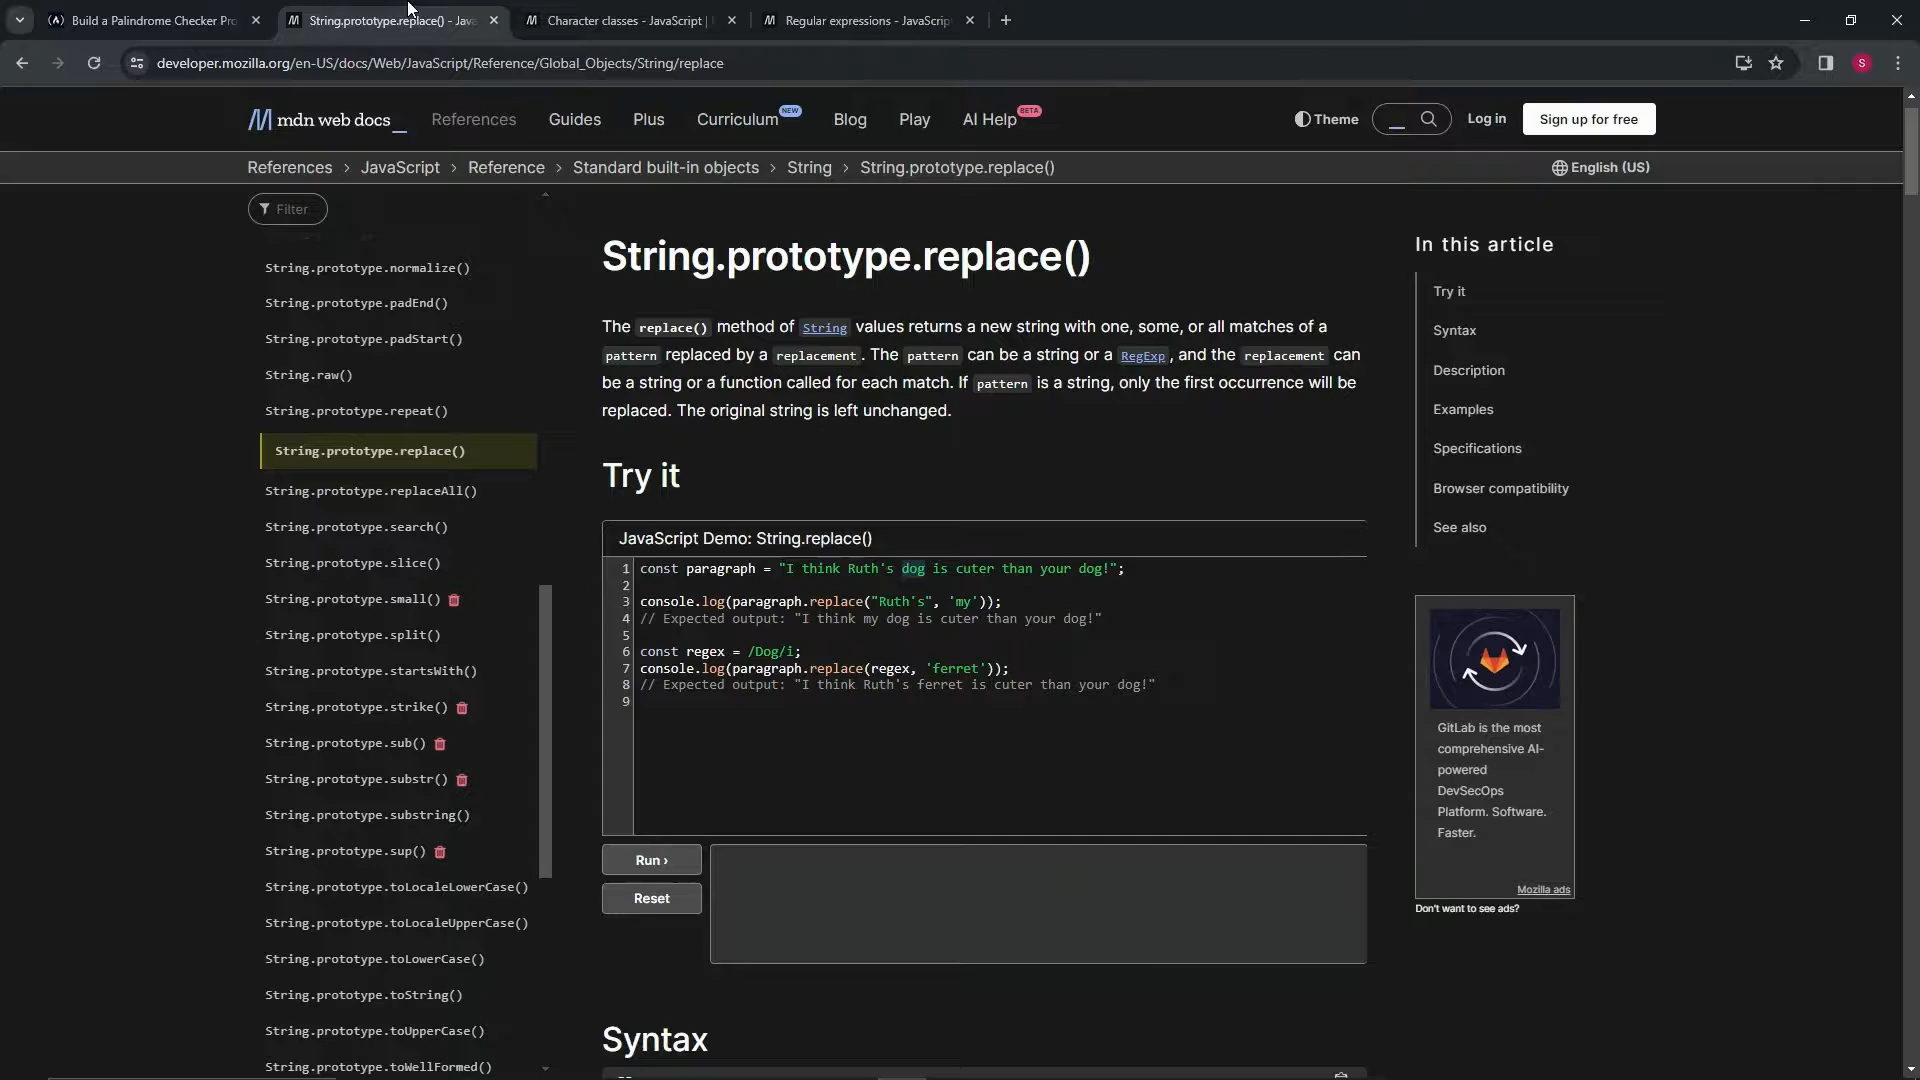 Build a Palindrome Checker Pro
String.prototype.replace() - Java
Character classes - JavaScript |
Regular expressions - JavaScrip
developer.mozilla.org/en-US/docs/Web/JavaScript/Reference/Global_Objects/String/replace
S
mdn web docs_
References
Guides
Plus
Curriculum NEW
Blog
Play
AI Help BETA
Theme
Log in
Sign up for free
References > JavaScript > Reference > Standard built-in objects > String > String.prototype.replace()
English (US)
Filter
String.prototype.normalize()
String.prototype.padEnd()
String.prototype.padStart()
String.raw()
String.prototype.repeat()
String.prototype.replace()
String.prototype.replaceAll()
String.prototype.search()
String.prototype.slice()
String.prototype.small()
String.prototype.split()
String.prototype.startsWith()
String.prototype.strike()
String.prototype.sub()
String.prototype.substr()
String.prototype.substring()
String.prototype.sup()
String.prototype.toLocaleLowerCase()
String.prototype.toLocaleUpperCase()
String.prototype.toLowerCase()
String.prototype.toString()
String.prototype.toUpperCase()
String.prototype.toWellFormed()
String.prototype.replace()
The replace() method of String values returns a new string with one, some, or all matches of a
pattern replaced by a replacement. The pattern can be a string or a RegExp, and the replacement can
be a string or a function called for each match. If pattern is a string, only the first occurrence will be
replaced. The original string is left unchanged.
Try it
JavaScript Demo: String.replace()
1 const paragraph = "I think Ruth's dog is cuter than your dog!";
2
3 console.log(paragraph.replace("Ruth's", 'my'));
4 // Expected output: "I think my dog is cuter than your dog!"
5
6 const regex = /Dog/i;
7 console.log(paragraph.replace(regex, 'ferret'));
8 // Expected output: "I think Ruth's ferret is cuter than your dog!"
9
Run ›
Reset
Syntax
In this article
Try it
Syntax
Description
Examples
Specifications
Browser compatibility
See also
GitLab is the most
comprehensive AI-
powered
DevSecOps
Platform. Software.
Faster.
Mozilla ads
Don't want to see ads?